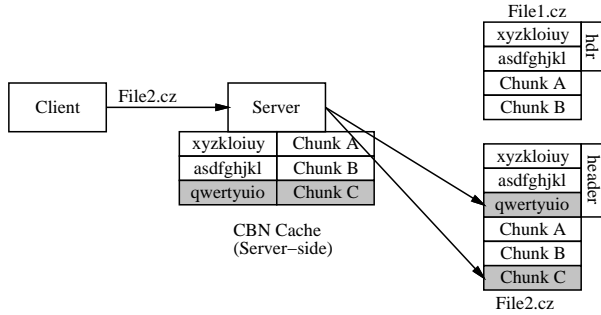 File1.cz
xyzkloiuy
asdfghjkl
hdr
Chunk A
Chunk B
Client
File2.cz
Server
xyzkloiuy Chunk A
asdfghjkl Chunk B
qwertyuio Chunk C
CBN Cache
(Server−side)
xyzkloiuy
asdfghjkl
qwertyuio
header
Chunk A
Chunk B
Chunk C
File2.cz